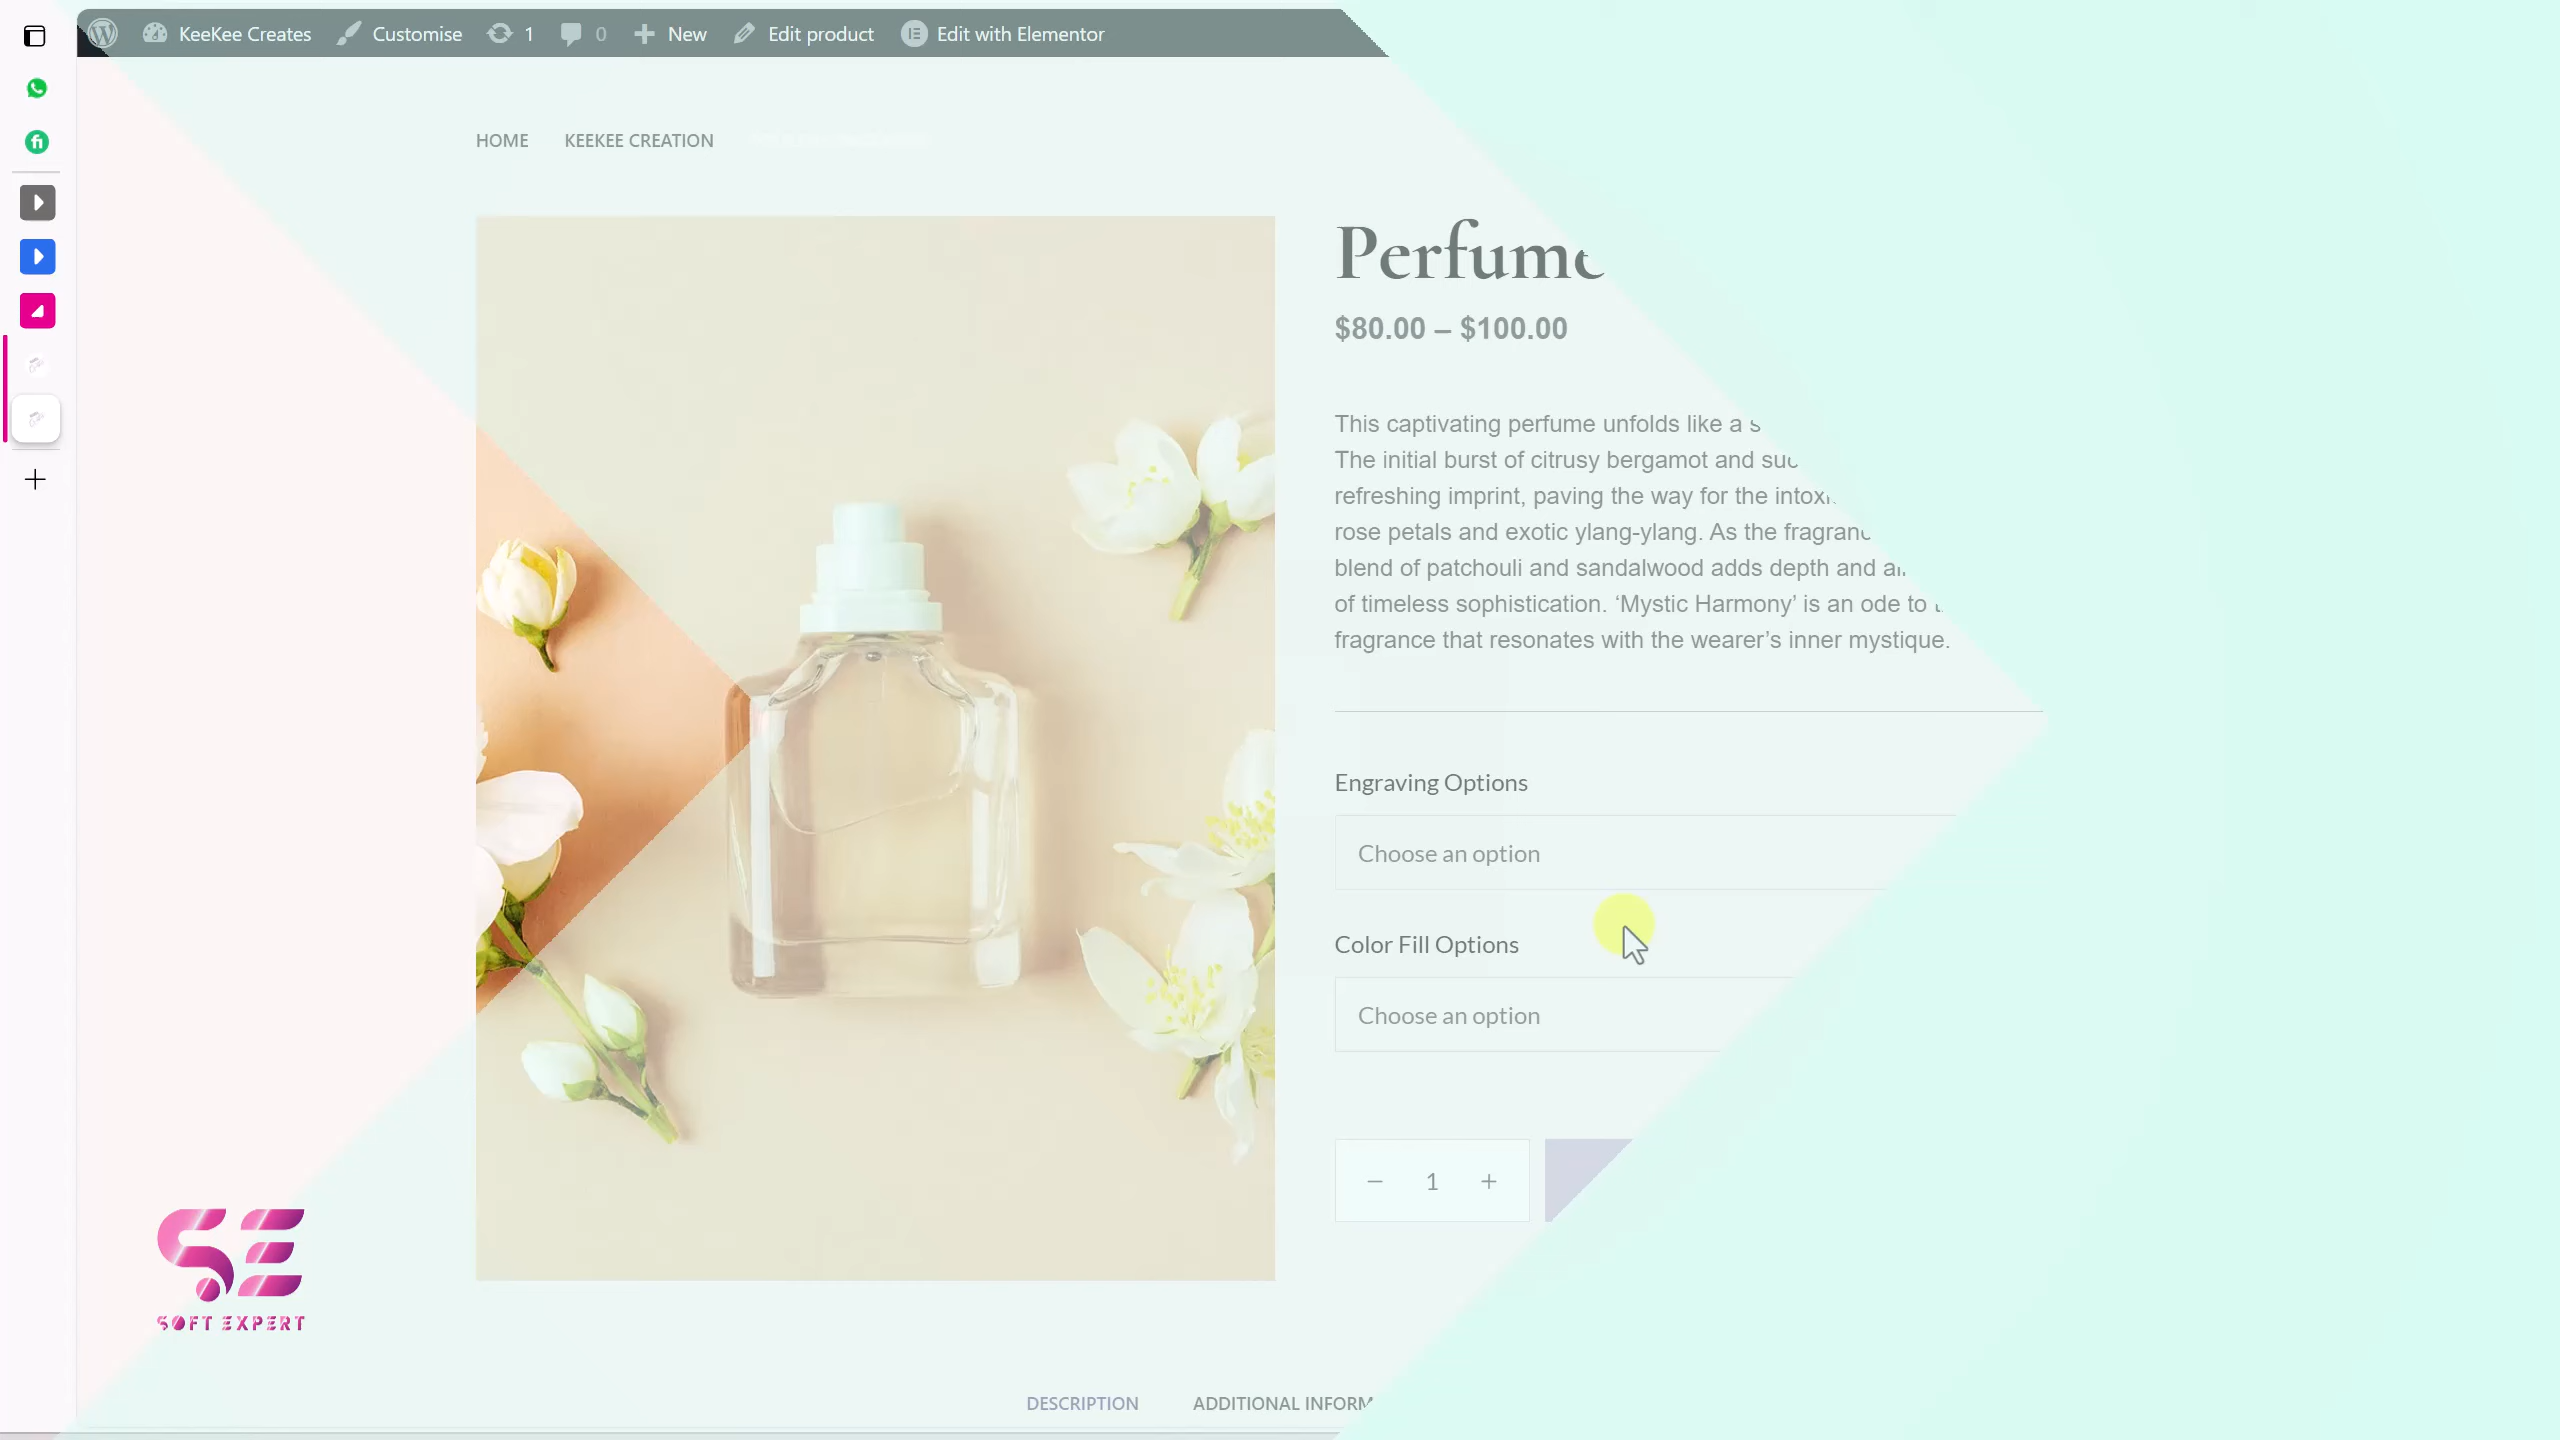 KeeKee Creates Customise 1 0 New Edit product Edit with Elementor
HOME KEEKEE CREATION
Perfume
$80.00 – $100.00
This captivating perfume unfolds like a
The initial burst of citrusy bergamot and
refreshing imprint, paving the way for the
rose petals and exotic ylang-ylang. As the
blend of patchouli and sandalwood adds depth and
of timeless sophistication. ‘Mystic Harmony’ is an ode to
fragrance that resonates with the wearer’s inner mystique.
Engraving Options
Choose an option
Color Fill Options
Choose an option
− 1 +
SE
SOFT EXPERT
DESCRIPTION ADDITIONAL